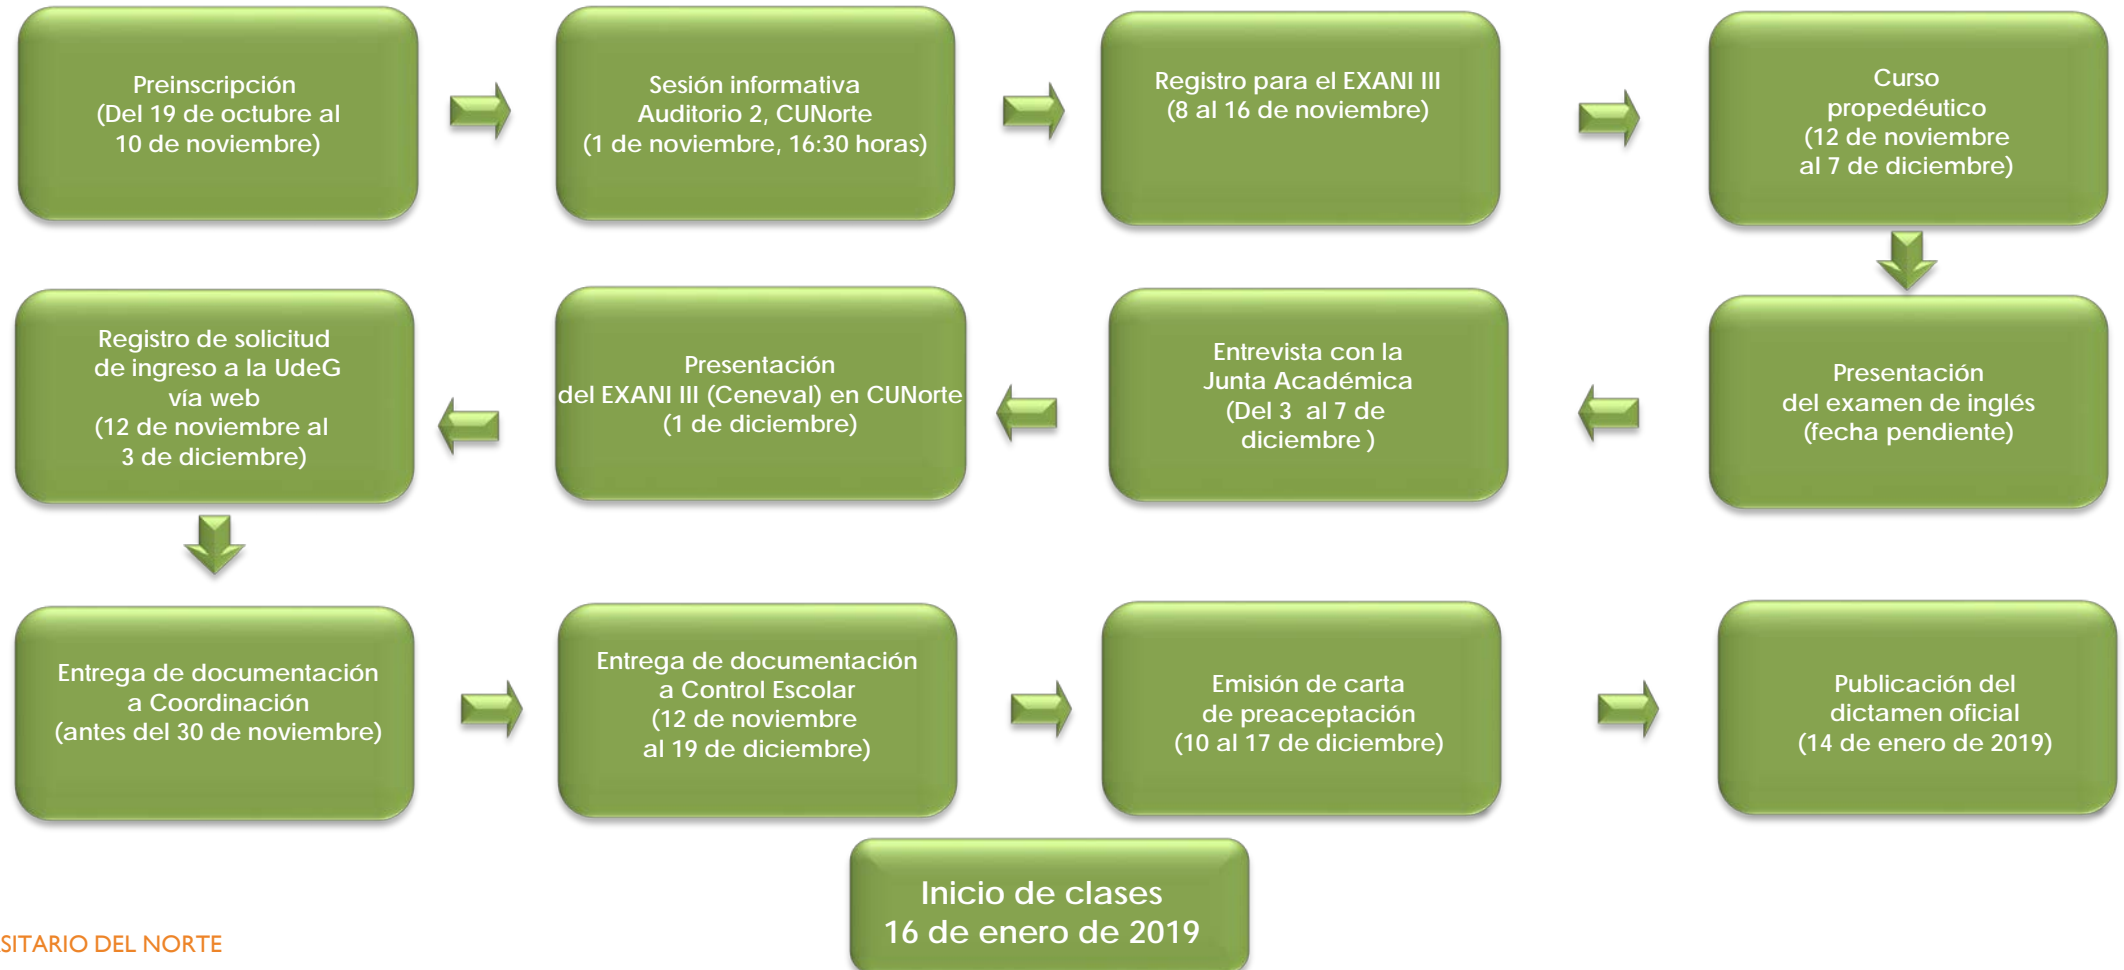 Preinscripción
(Del 19 de octubre al
10 de noviembre)
Sesión informativa
Auditorio 2, CUNorte
(1 de noviembre, 16:30 horas)
Registro para el EXANI III
(8 al 16 de noviembre)
Curso
propedéutico
(12 de noviembre
al 7 de diciembre)
Presentación
del examen de inglés
(fecha pendiente)
Entrevista con la
Junta Académica
(Del 3 al 7 de
diciembre )
Presentación
del EXANI III (Ceneval) en CUNorte
(1 de diciembre)
Registro de solicitud
de ingreso a la UdeG
vía web
(12 de noviembre al
3 de diciembre)
Entrega de documentación
a Coordinación
(antes del 30 de noviembre)
Entrega de documentación
a Control Escolar
(12 de noviembre
al 19 de diciembre)
Emisión de carta
de preaceptación
(10 al 17 de diciembre)
Publicación del
dictamen oficial
(14 de enero de 2019)
Inicio de clases
16 de enero de 2019
SITARIO DEL NORTE